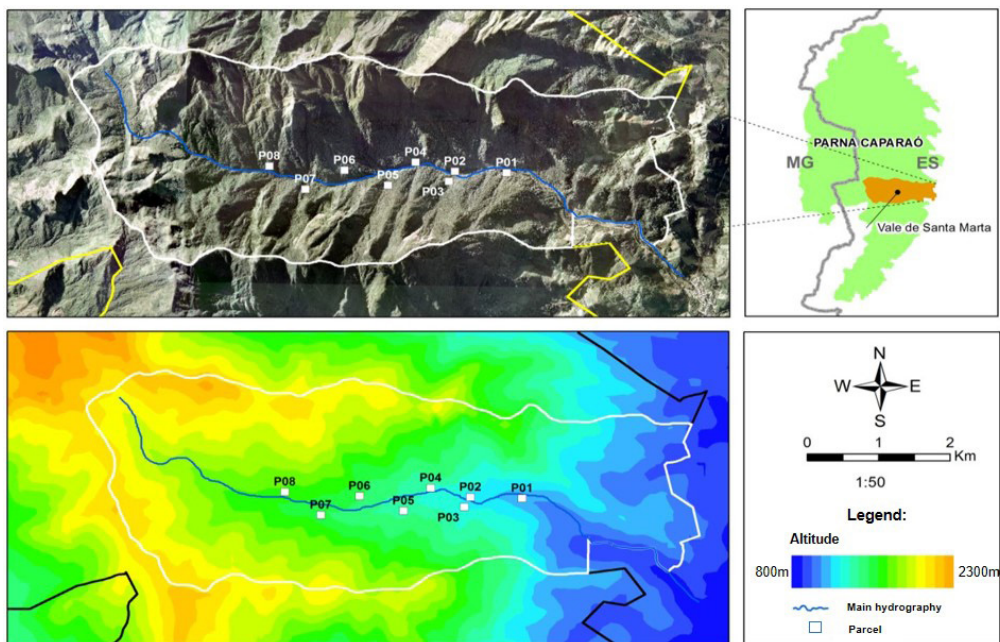 P08
P07
P06
P04
P05
P02
P03
P01
PARNA CAPARAÓ
MG
ES
Vale de Santa Marta
P08
P07
P06
P04
P05
P02
P03
P01
N
W
E
S
0 1 2
Km
1:50
Legend:
Altitude
800m
2300m
Main hydrography
Parcel